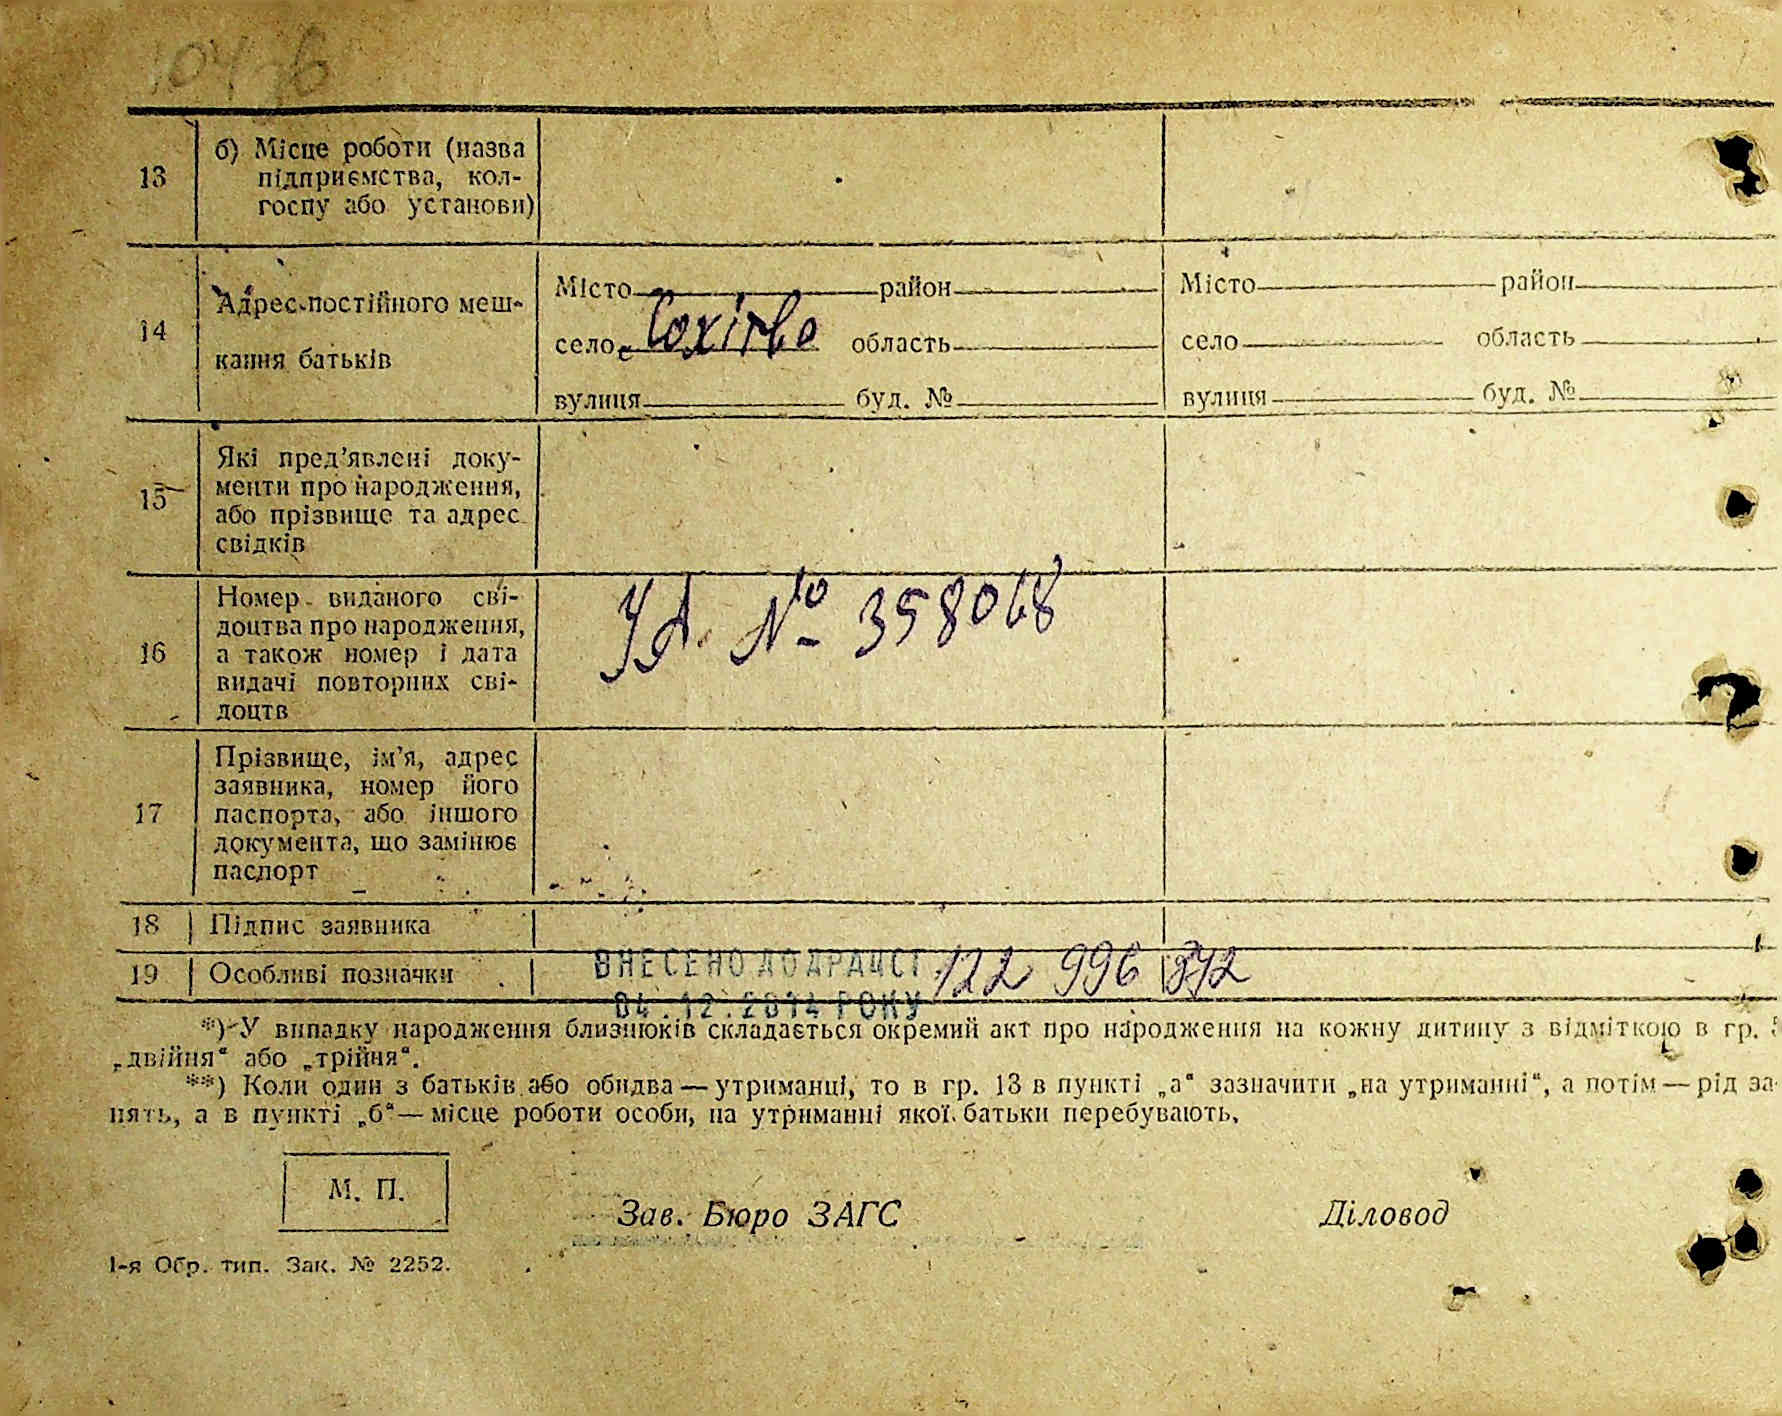 13
б) Місце роботи (назва
підприємства, кол-
госпу або установи)
14
Адрес постійного меш-
кання батьків
Місто район
село область
вулиця буд. №
Місто район
село область
вулиця буд. №
15
Які пред’явлені доку-
менти про народження,
або прізвище та адрес
свідків
16
Номер виданого сві-
доцтва про народження,
а також номер і дата
видачі повторних сві-
доцтв
УА. № 358068
17
Прізвище, ім’я, адрес
заявника, номер його
паспорта, або іншого
документа, що замінює
паспорт
18 Підпис заявника
19 Особливі позначки
ВНЕСЕНО ДО ДРАЦСГ 122 996
04.12.2014 РОКУ
*) У випадку народження близнюків складається окремий акт про народження на кожну дитину з відміткою в гр.
„двійня“ або „трійня“.
**) Коли один з батьків або обидва — утриманці, то в гр. 13 в пункті „а“ зазначити „на утриманні“, а потім — рід за-
нять, а в пункті „б“ — місце роботи особи, на утриманні якої батьки перебувають.
М. П.
Зав. Бюро ЗАГС
Діловод
1-я Обр. тип. Зак. № 2252.